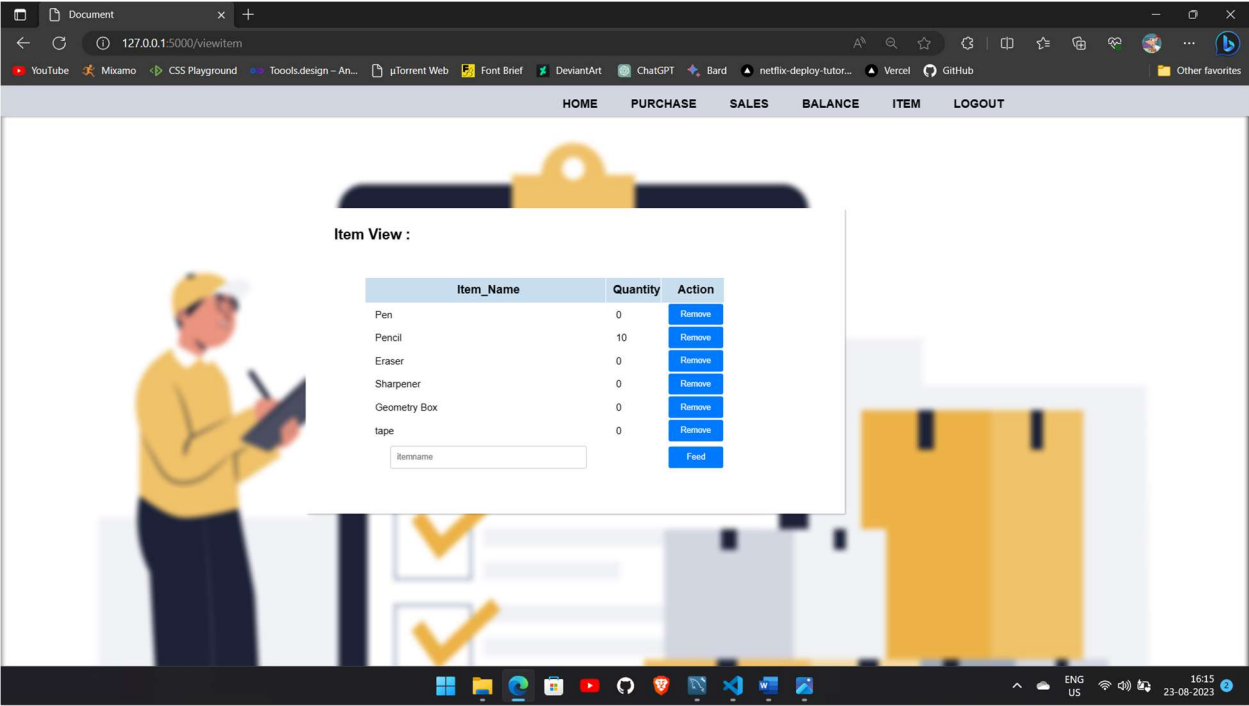 Document
127.0.0.1:5000/viewitem
YouTube Mixamo CSS Playground Toools.design – An... µTorrent Web Font Brief DeviantArt ChatGPT Bard netflix-deploy-tutor... Vercel GitHub Other favorites
HOME PURCHASE SALES BALANCE ITEM LOGOUT
Item View :
Item_Name Quantity Action
Pen 0 Remove
Pencil 10 Remove
Eraser 0 Remove
Sharpener 0 Remove
Geometry Box 0 Remove
tape 0 Remove
itemname Feed
ENG 16:15
US 23-08-2023 2